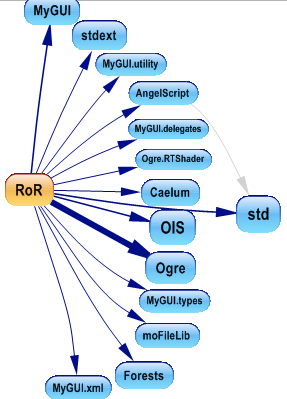 MyGUI
stdext
MyGUI.utility
AngelScript
MyGUI.delegates
Ogre.RTShader
RoR
Caelum
std
OIS
Ogre
MyGUI.types
moFileLib
Forests
MyGUI.xml